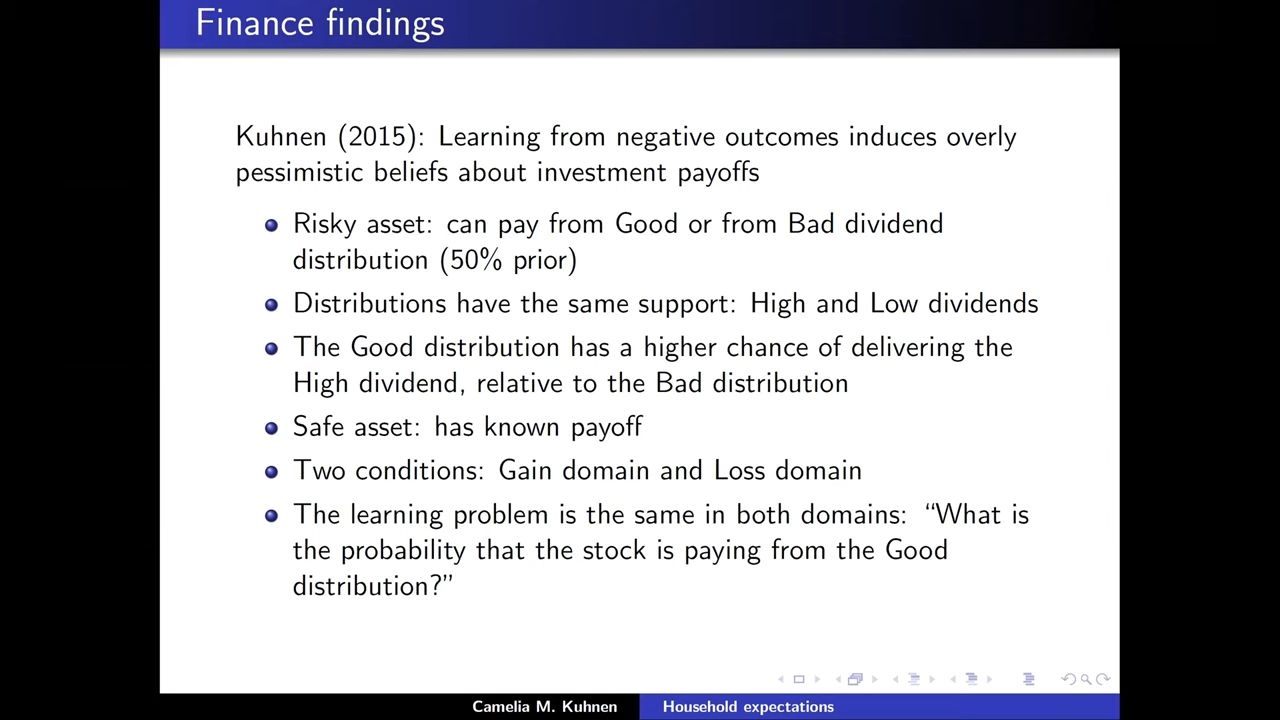 Finance findings
Kuhnen (2015): Learning from negative outcomes induces overly
pessimistic beliefs about investment payoffs
Risky asset: can pay from Good or from Bad dividend
distribution (50% prior)
Distributions have the same support: High and Low dividends
The Good distribution has a higher chance of delivering the
High dividend, relative to the Bad distribution
Safe asset: has known payoff
Two conditions: Gain domain and Loss domain
The learning problem is the same in both domains: “What is
the probability that the stock is paying from the Good
distribution?”
Camelia M. Kuhnen
Household expectations